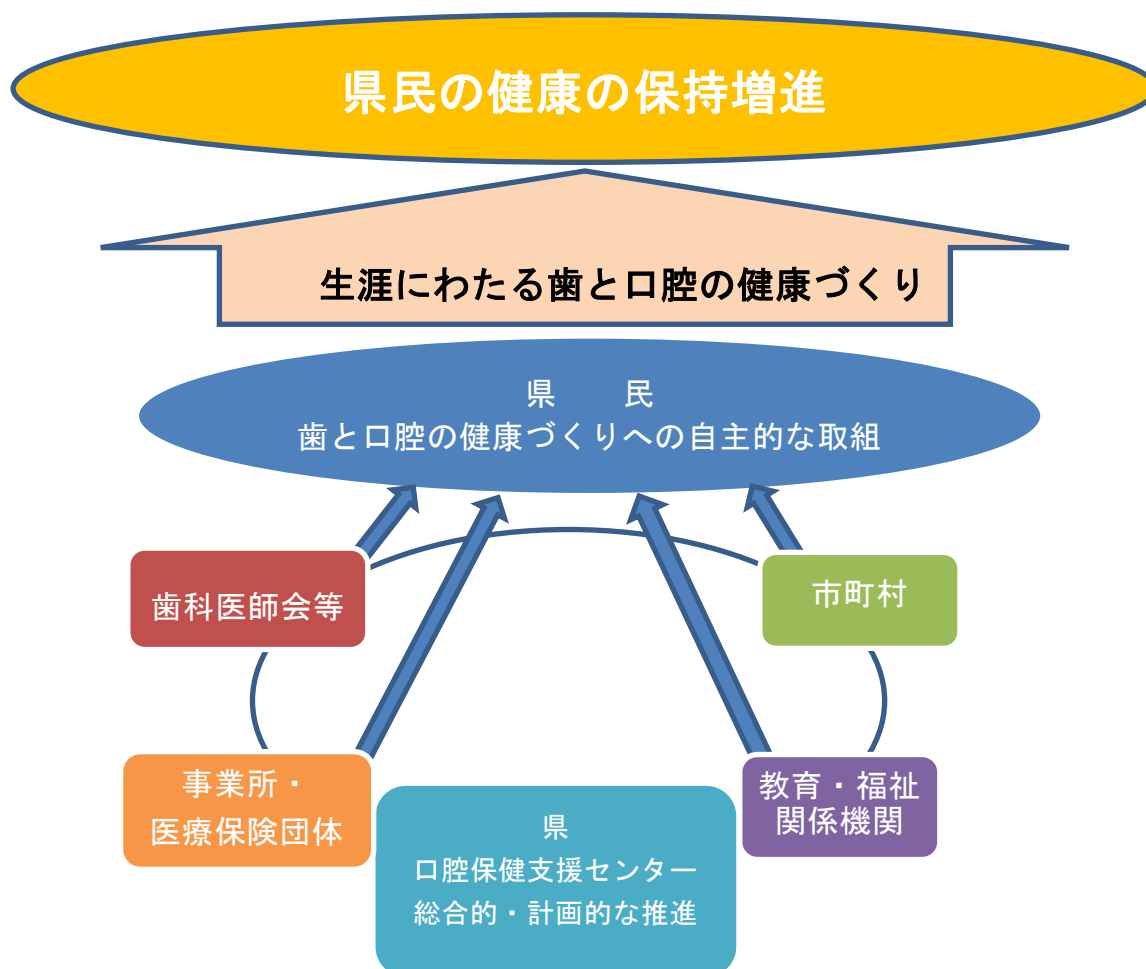 県民の健康の保持増進
生涯にわたる歯と口腔の健康づくり
県　　民
歯と口腔の健康づくりへの自主的な取組
歯科医師会等
市町村
事業所・
医療保険団体
教育・福祉
関係機関
県
口腔保健支援センター
総合的・計画的な推進